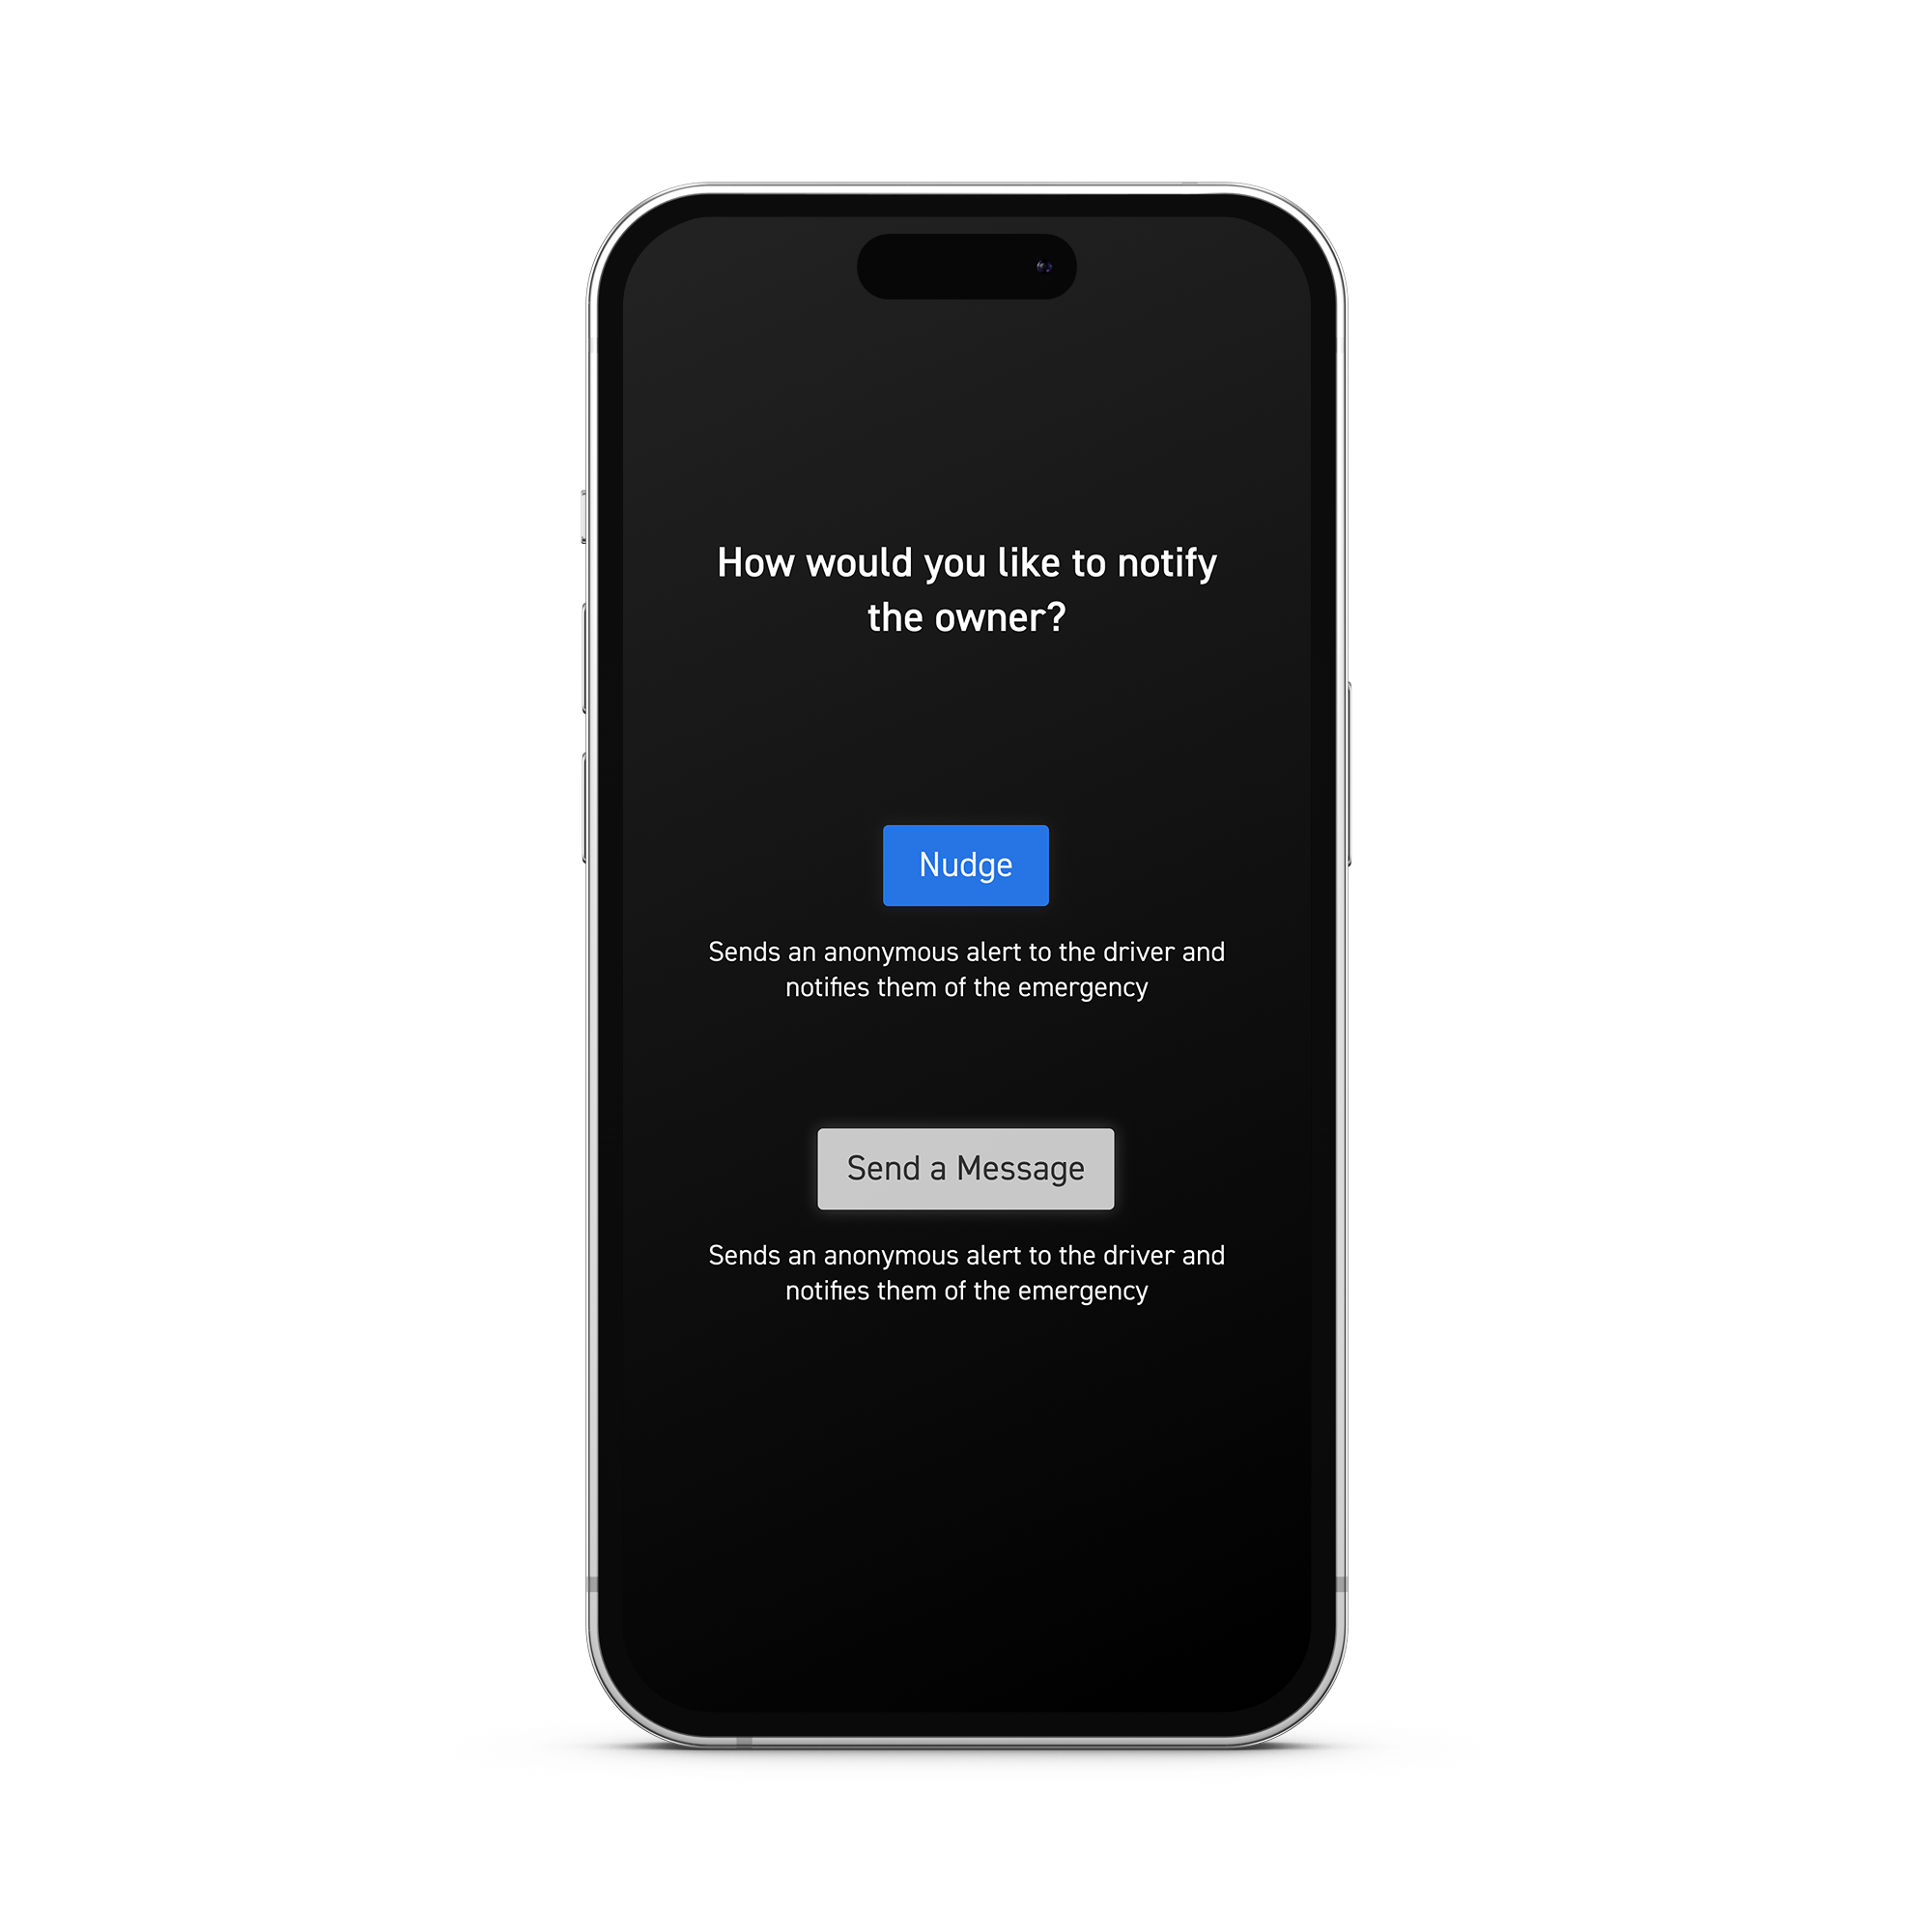 How would you like to notify
the owner?
Nudge
Sends an anonymous alert to the driver and
notifies them of the emergency
Send a Message
Sends an anonymous alert to the driver and
notifies them of the emergency